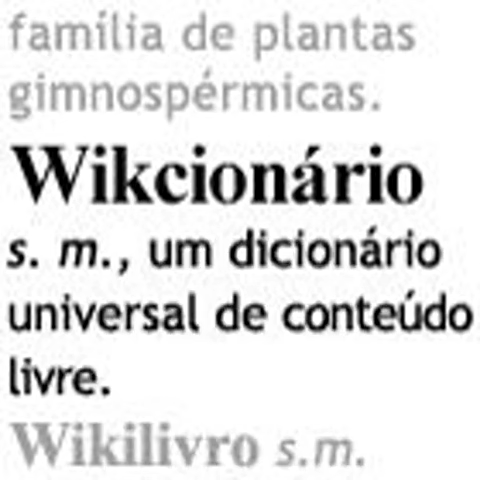 família de plantas
gimnospérmicas.
Wikcionário
s. m., um dicionário
universal de conteúdo
livre.
Wikilivro s.m.